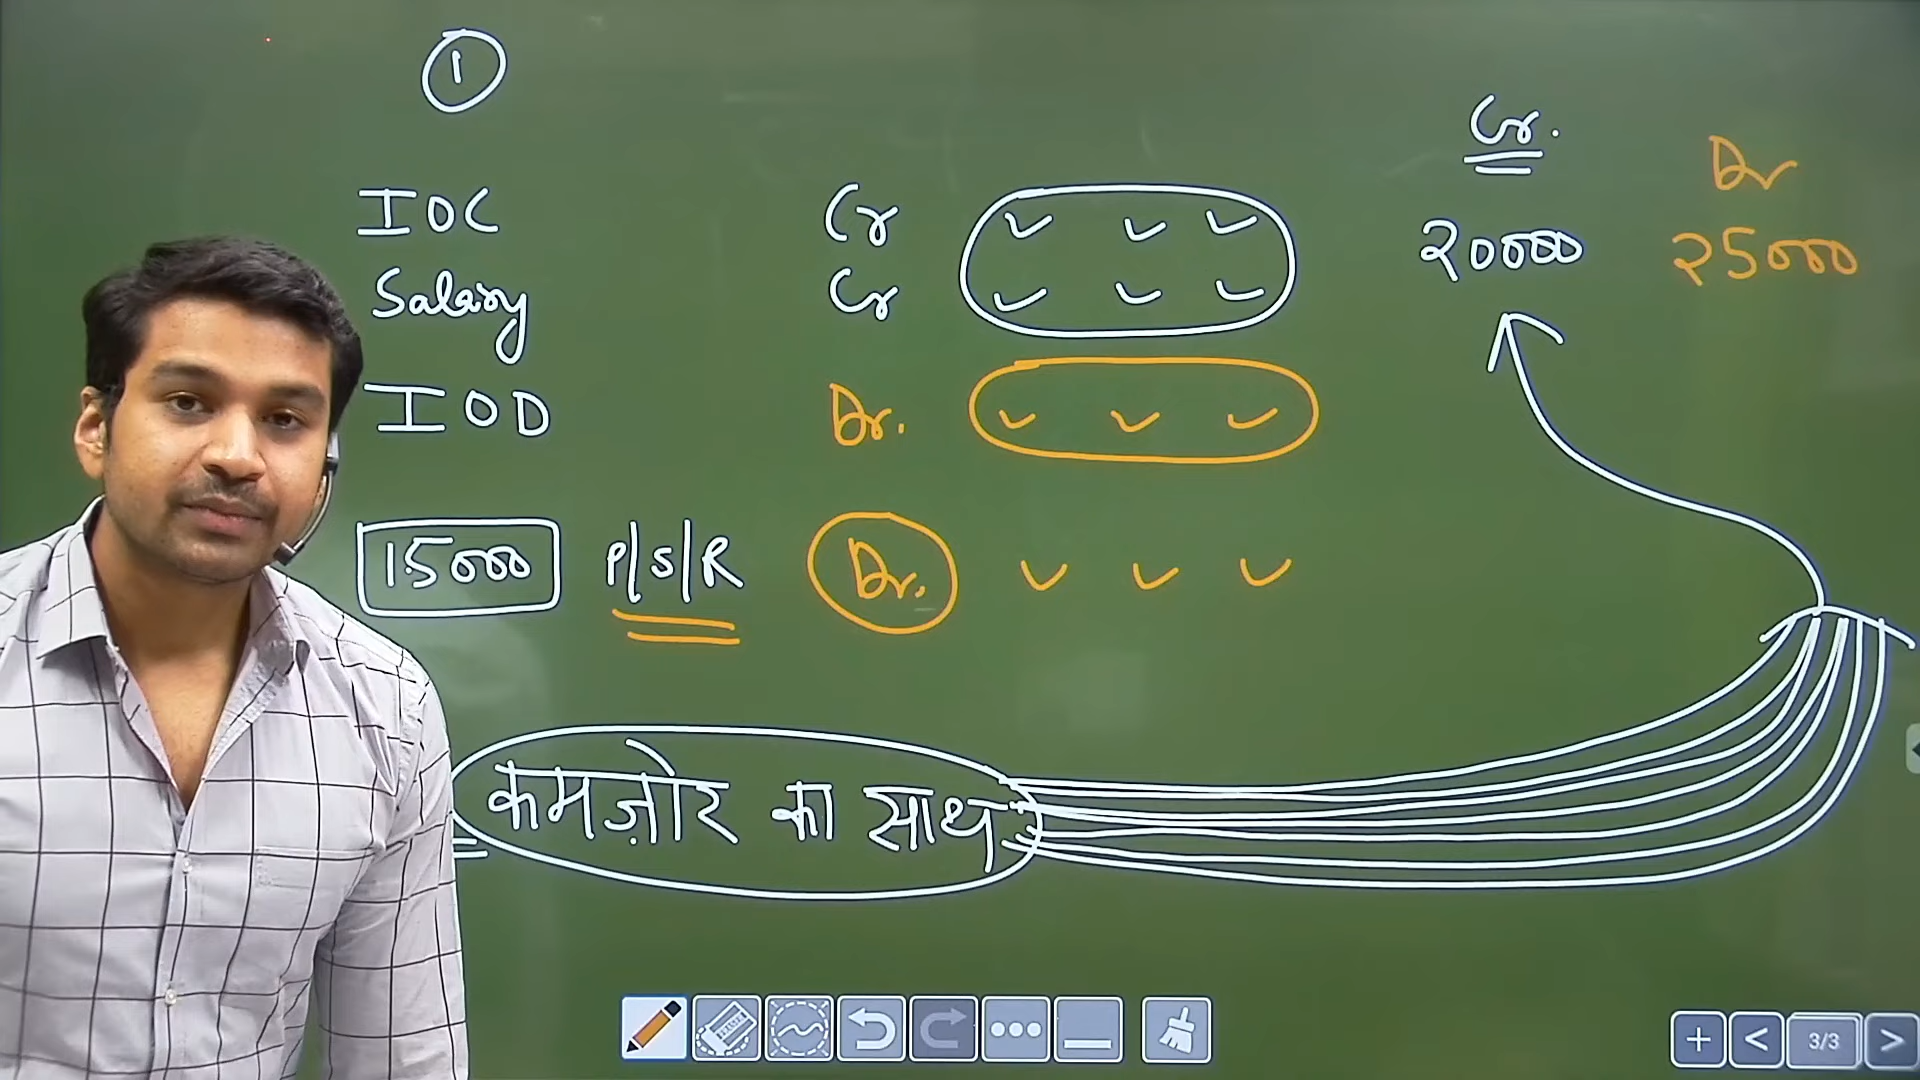 1
Cr.
Dr
IOC Cr 20000 25000
Salary Cr
IOD Dr.
15000 P/S/R Dr.
कमज़ोर का साथ
3/3